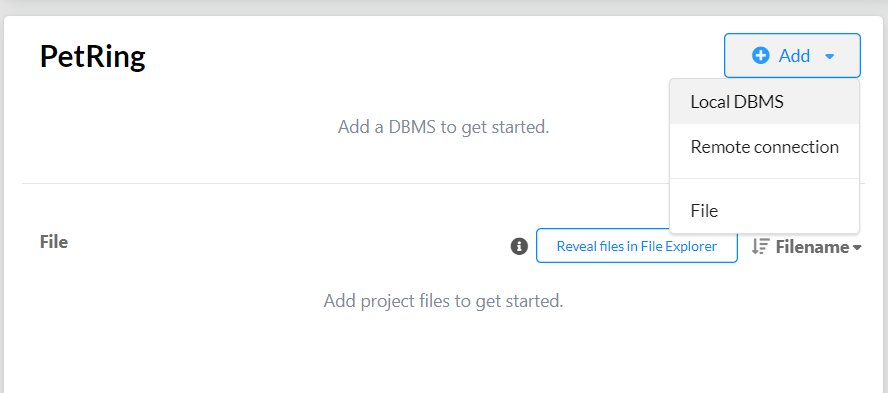 PetRing
Add
Local DBMS
Add a DBMS to get started.
Remote connection
File
File
Reveal files in File Explorer
Filename
Add project files to get started.